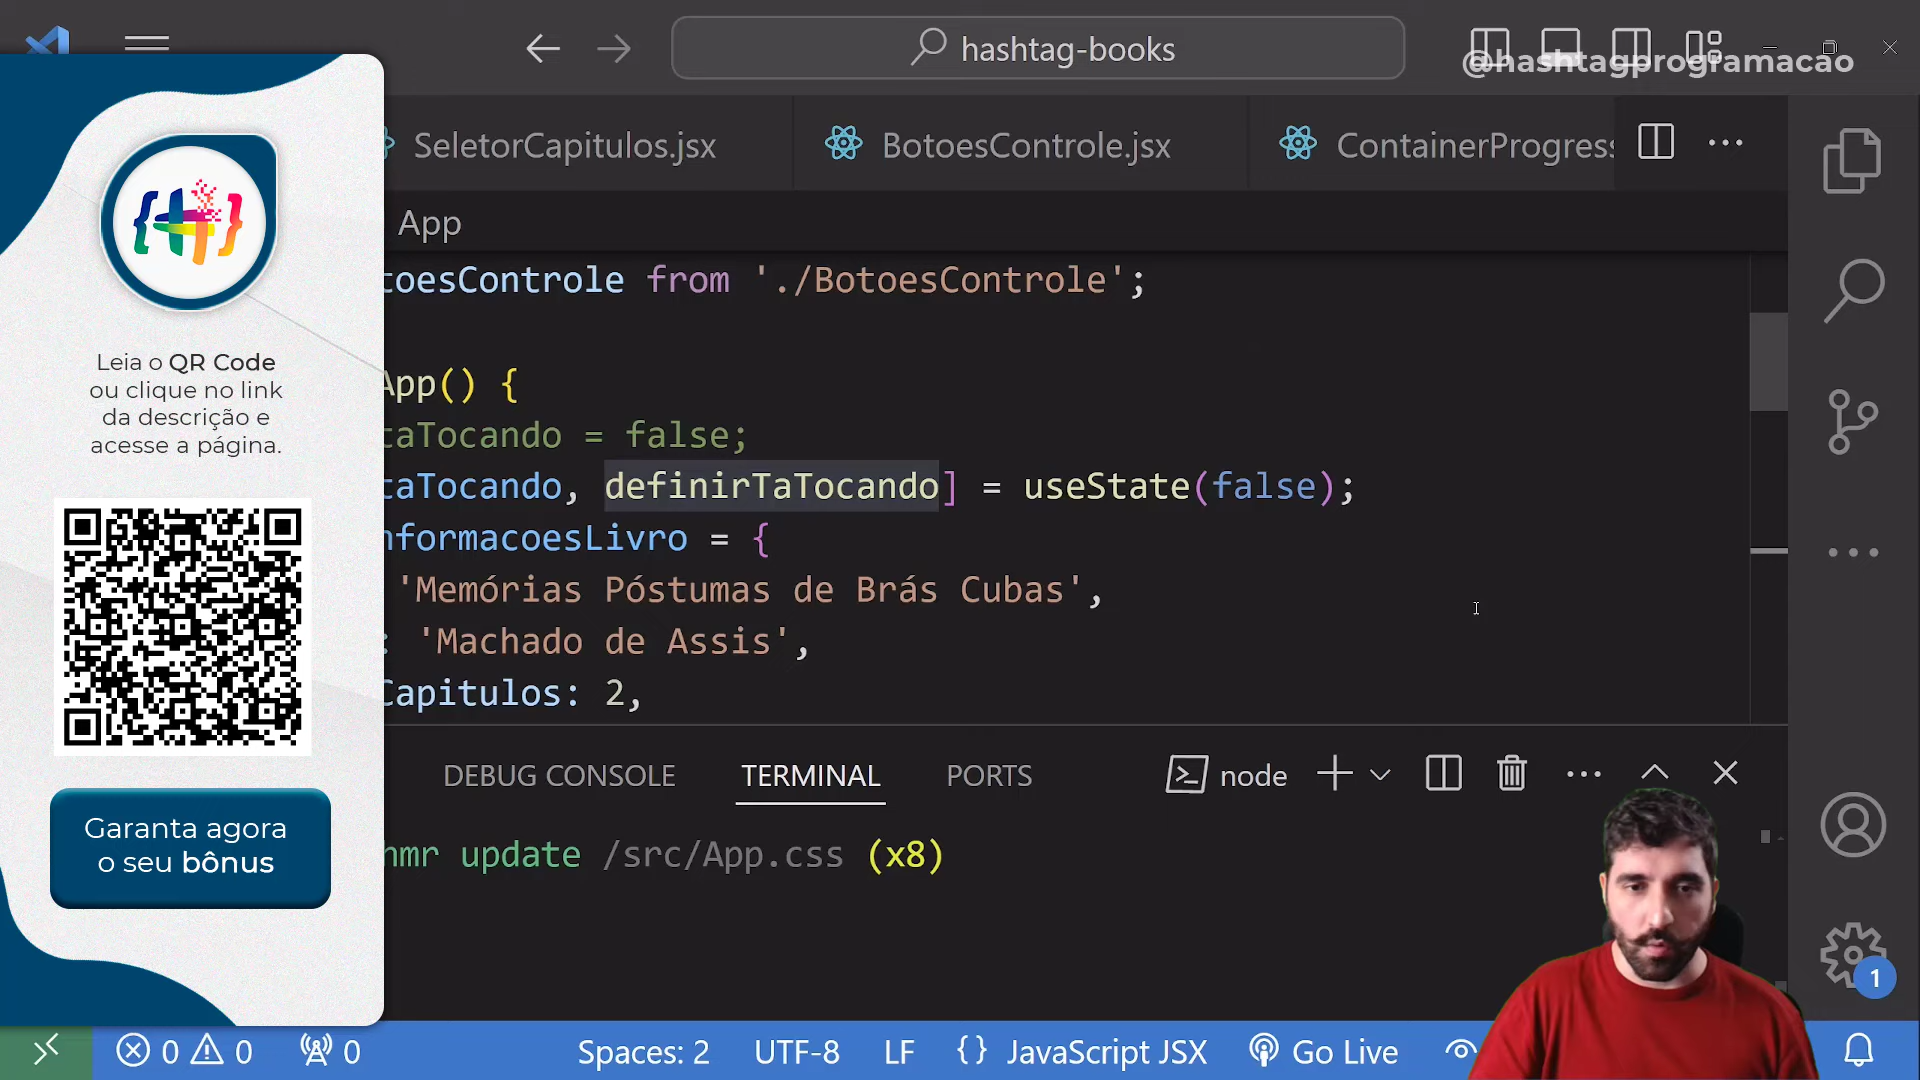 hashtag-books
@hashtagprogramacao
SeletorCapitulos.jsx
BotoesControle.jsx
ContainerProgress
App
Leia o QR Code
ou clique no link
da descrição e
acesse a página.
Garanta agora
o seu bônus
toesControle from './BotoesControle';
App() {
taTocando = false;
taTocando, definirTaTocando] = useState(false);
nformacoesLivro = {
'Memórias Póstumas de Brás Cubas',
: 'Machado de Assis',
Capitulos: 2,
DEBUG CONSOLE
TERMINAL
PORTS
node
hmr update /src/App.css (x8)
1
0
0
0
Spaces: 2
UTF-8
LF
{} JavaScript JSX
Go Live